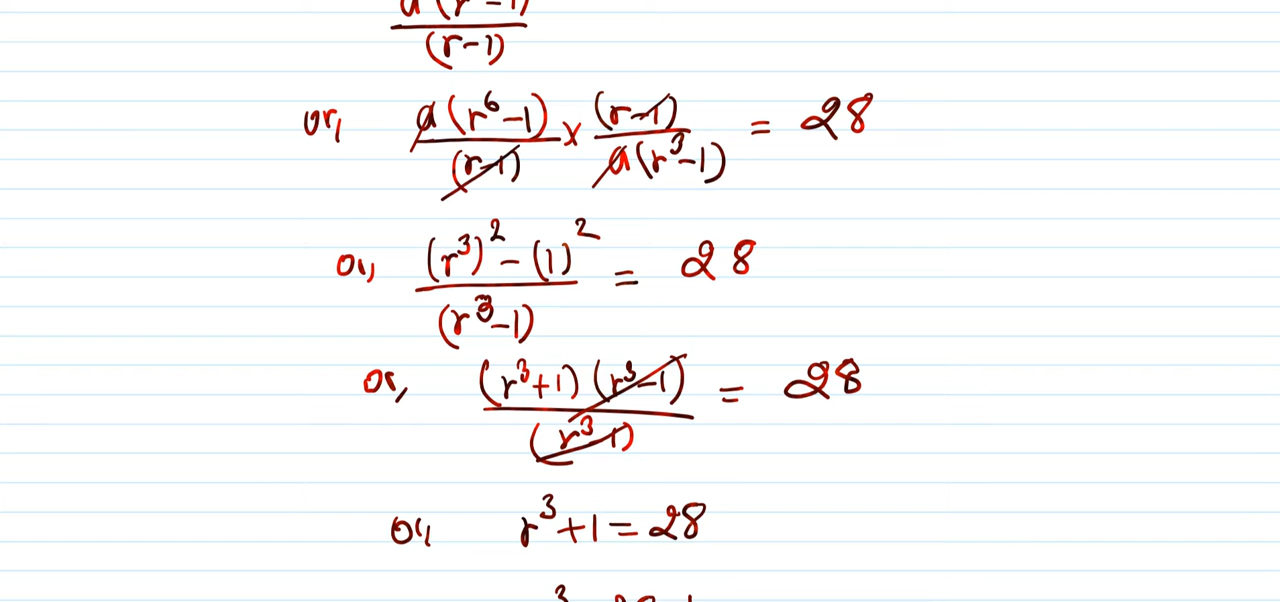 (r-1)
or, a(r⁶-1)/(r-1) × (r-1)/a(r³-1) = 28
or, (r³)² - (1)²/(r³-1) = 28
or, (r³+1)(r³-1)/(r³-1) = 28
or, r³+1=28